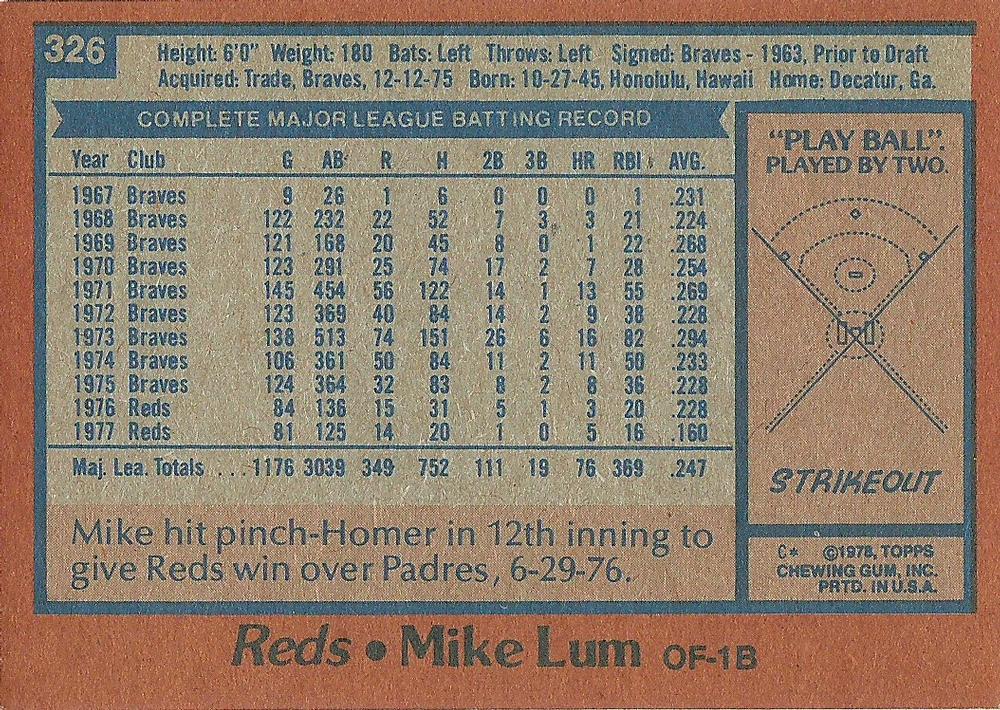 326
Height: 6'0" Weight: 180 Bats: Left Throws: Left Signed: Braves - 1963, Prior to Draft
Acquired: Trade, Braves, 12-12-75 Born: 10-27-45, Honolulu, Hawaii Home: Decatur, Ga.
COMPLETE MAJOR LEAGUE BATTING RECORD
Year Club G AB R H 2B 3B HR RBI AVG.
1967 Braves 9 26 1 6 0 0 0 1 .231
1968 Braves 122 232 22 52 7 3 3 21 .224
1969 Braves 121 168 20 45 8 0 1 22 .268
1970 Braves 123 291 25 74 17 2 7 28 .254
1971 Braves 145 454 56 122 14 1 13 55 .269
1972 Braves 123 369 40 84 14 2 9 38 .228
1973 Braves 138 513 74 151 26 6 16 82 .294
1974 Braves 106 361 50 84 11 2 11 50 .233
1975 Braves 124 364 32 83 8 2 8 36 .228
1976 Reds 84 136 15 31 5 1 3 20 .228
1977 Reds 81 125 14 20 1 0 5 16 .160
Maj. Lea. Totals ... 1176 3039 349 752 111 19 76 369 .247
Mike hit pinch-Homer in 12th inning to
give Reds win over Padres, 6-29-76.
"PLAY BALL".
PLAYED BY TWO.
STRIKEOUT
C* ©1978, TOPPS
CHEWING GUM, INC.
PRTD. IN U.S.A.
Reds • Mike Lum OF-1B